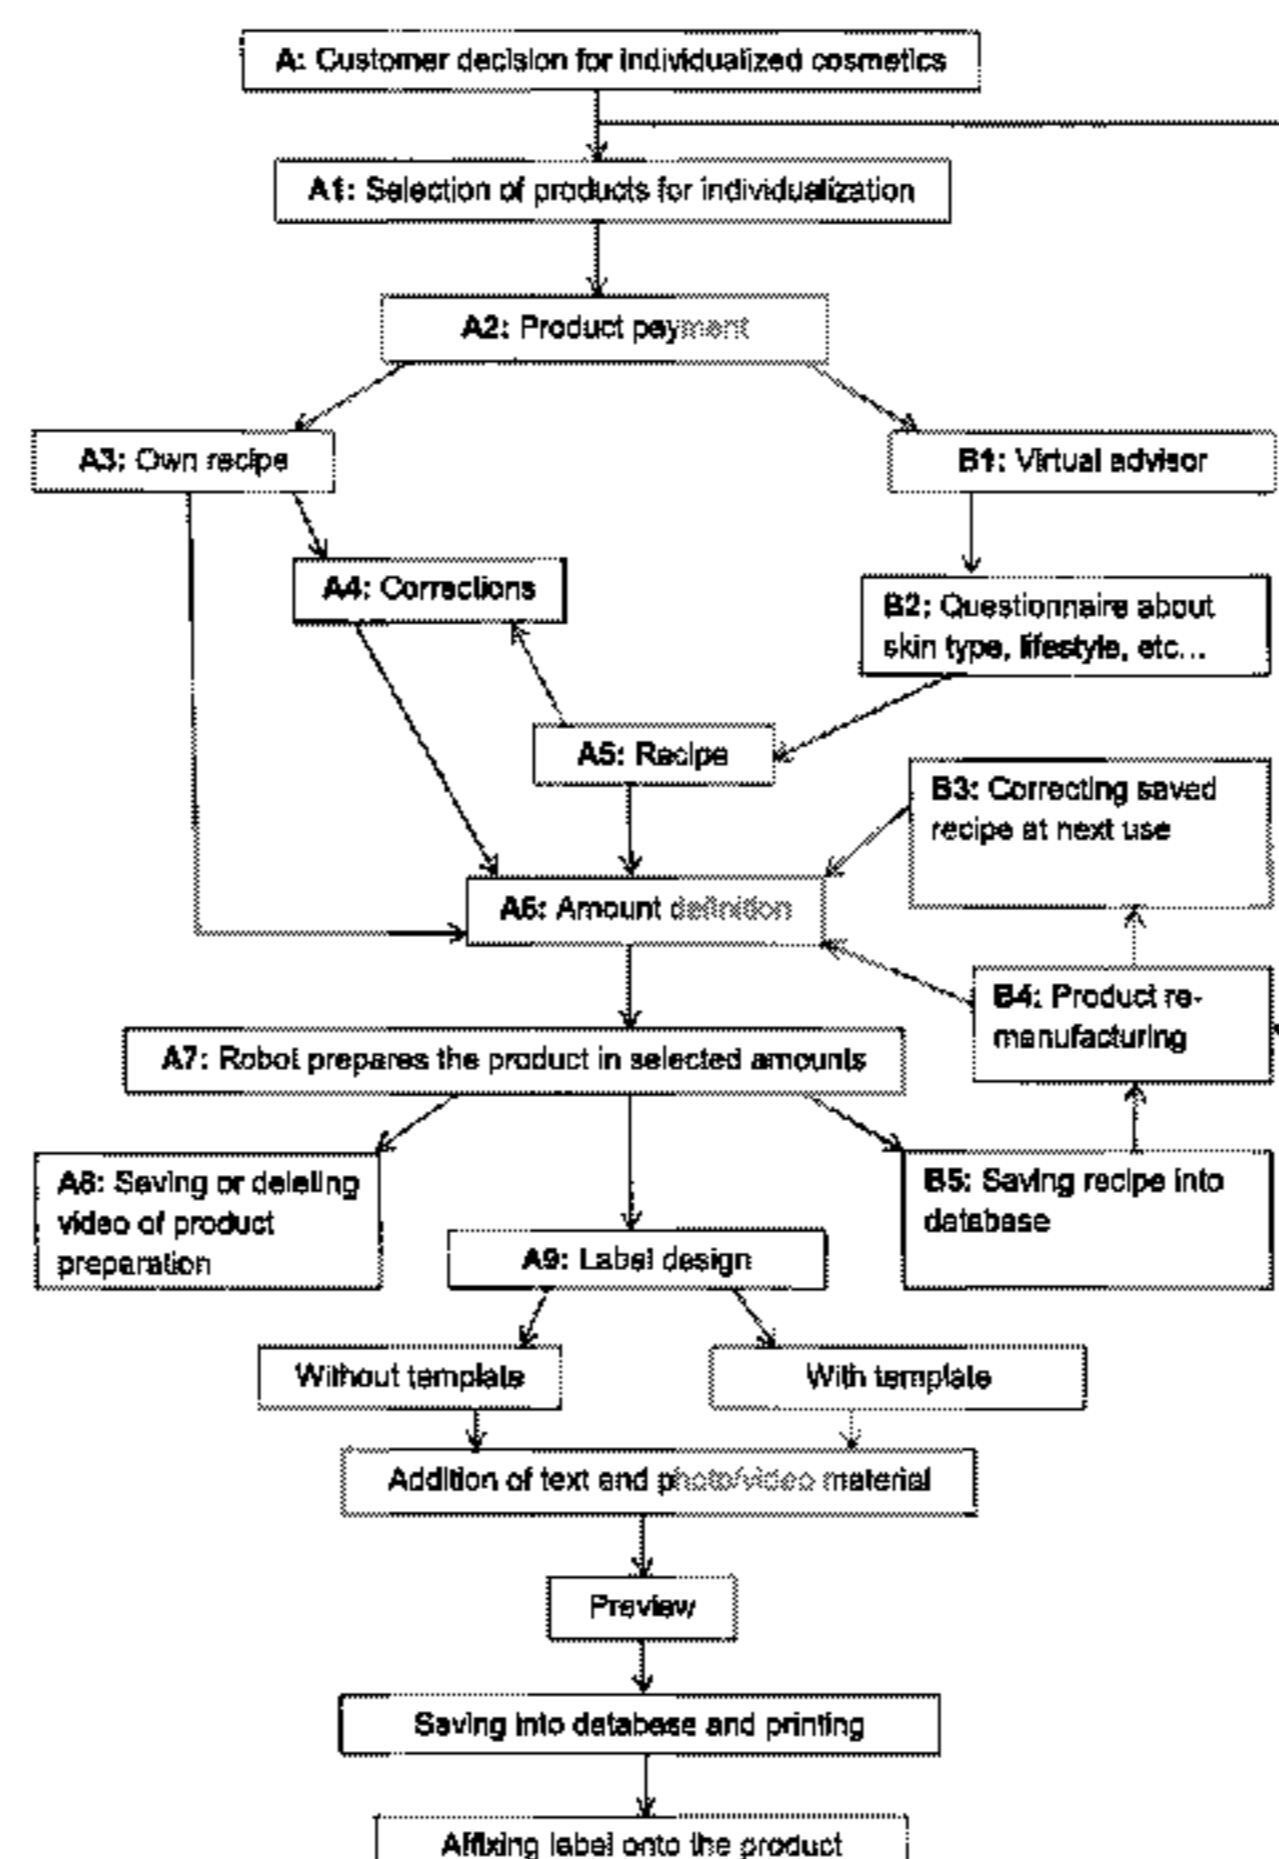 A: Customer decision for individualized cosmetics
A1: Selection of products for individualization
A2: Product payment
A3: Own recipe
B1: Virtual advisor
A4: Corrections
B2: Questionnaire about
skin type, lifestyle, etc...
A5: Recipe
B3: Correcting saved
recipe at next use
A6: Amount definition
B4: Product re-
manufacturing
A7: Robot prepares the product in selected amounts
A8: Saving or deleting
video of product
preparation
B5: Saving recipe into
database
A9: Label design
Without template
With template
Addition of text and photo/video material
Preview
Saving into database and printing
Affixing label onto the product